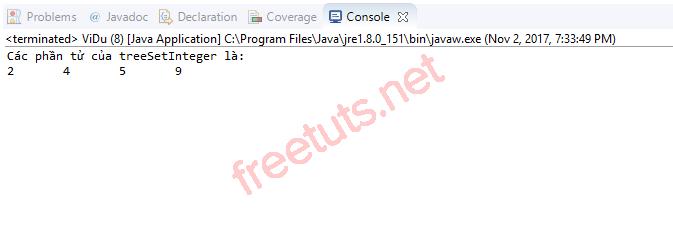 Problems @ Javadoc Declaration Coverage Console
<terminated> ViDu (8) [Java Application] C:\Program Files\Java\jre1.8.0_151\bin\javaw.exe (Nov 2, 2017, 7:33:49 PM)
Các phần tử của treeSetInteger là:
2 4 5 9
freetuts.net